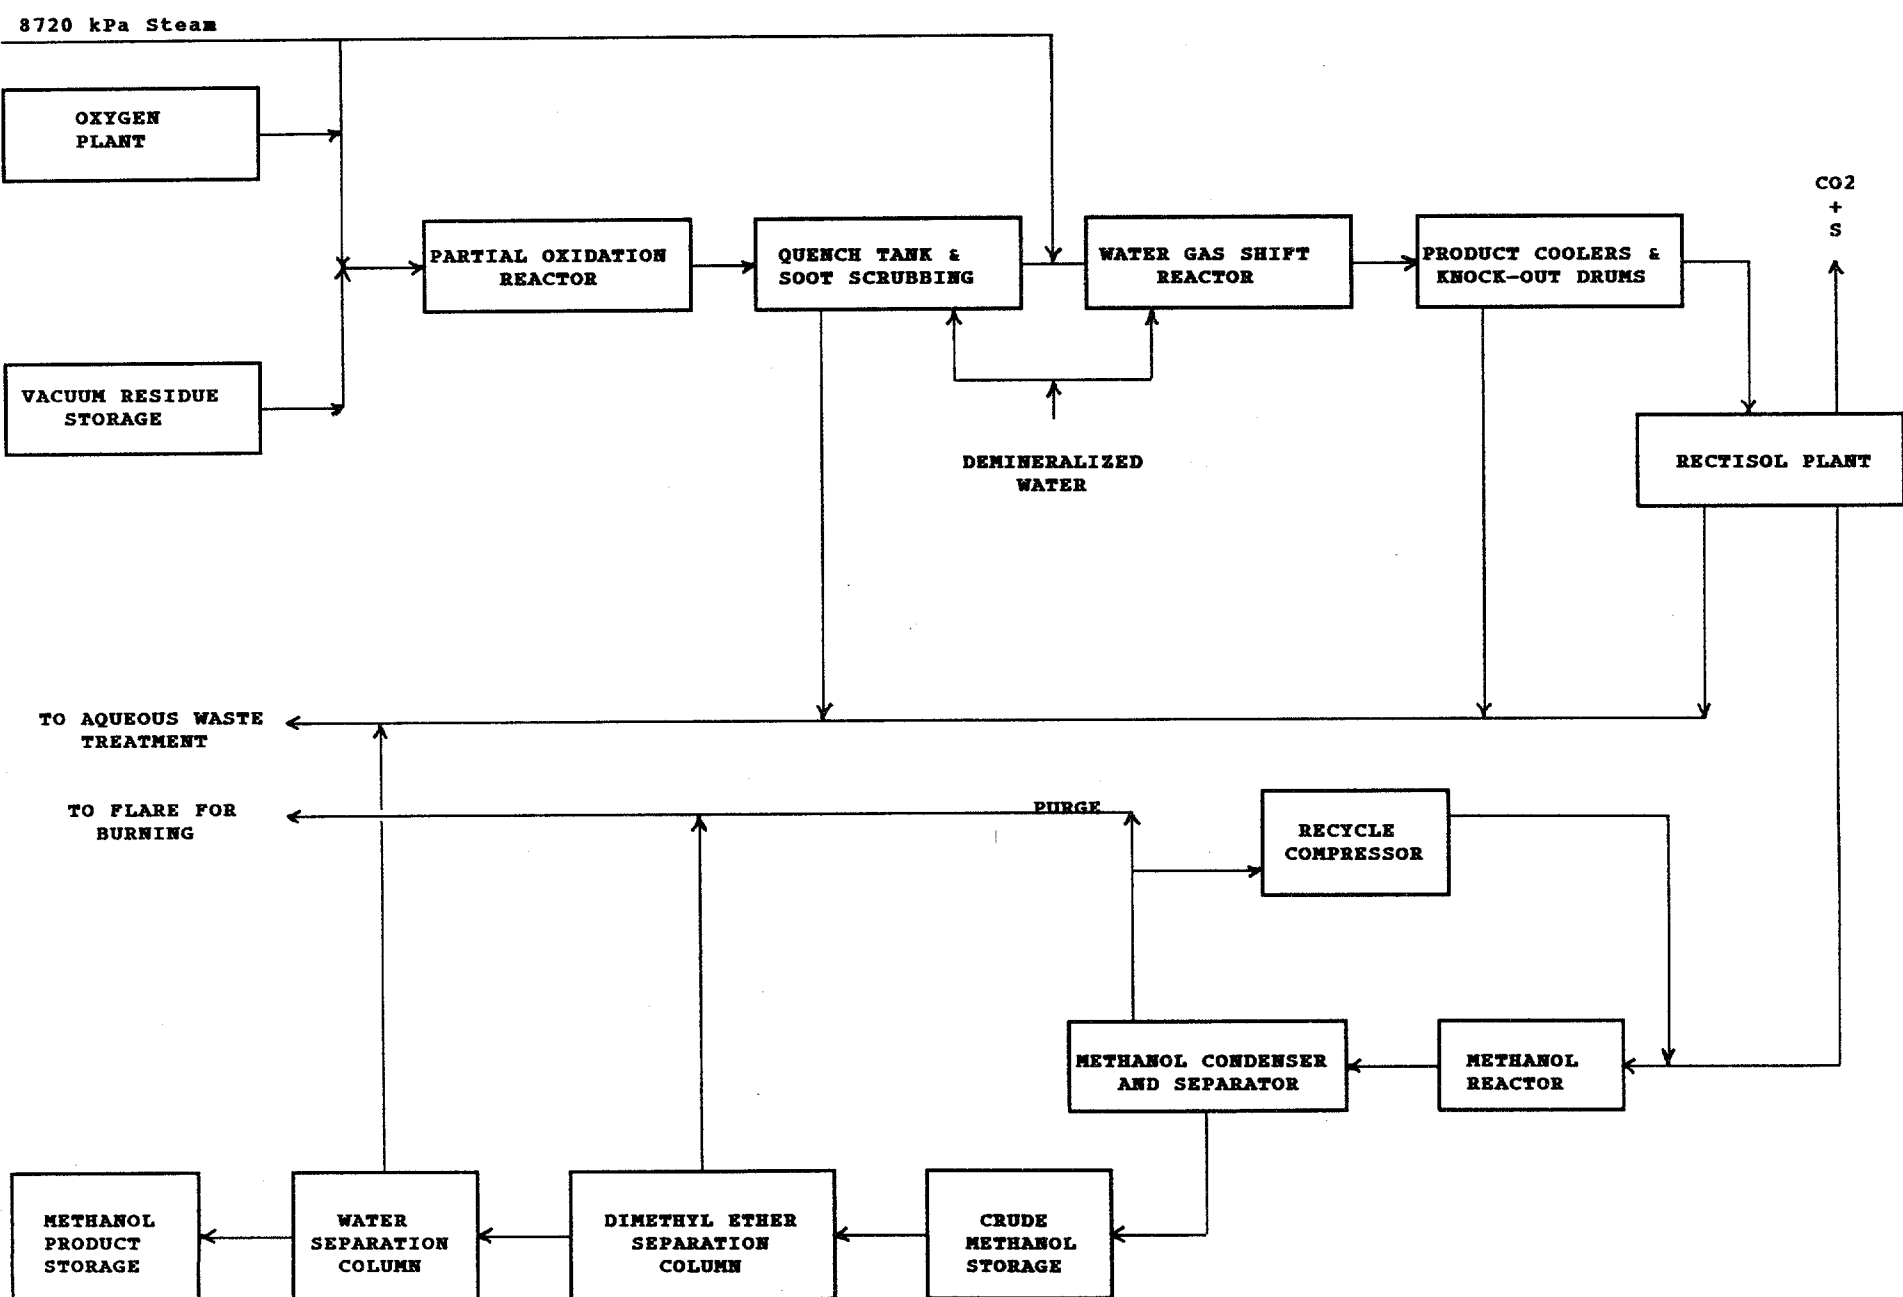 8720 kPa Steam
OXYGEN
PLANT
CO2
+
S
PARTIAL OXIDATION
REACTOR
QUENCH TANK &
SOOT SCRUBBING
WATER GAS SHIFT
REACTOR
PRODUCT COOLERS &
KNOCK-OUT DRUMS
VACUUM RESIDUE
STORAGE
DEMINERALIZED
WATER
RECTISOL PLANT
TO AQUEOUS WASTE
TREATMENT
TO FLARE FOR
BURNING
PURGE
RECYCLE
COMPRESSOR
METHANOL CONDENSER
AND SEPARATOR
METHANOL
REACTOR
METHANOL
PRODUCT
STORAGE
WATER
SEPARATION
COLUMN
DIMETHYL ETHER
SEPARATION
COLUMN
CRUDE
METHANOL
STORAGE